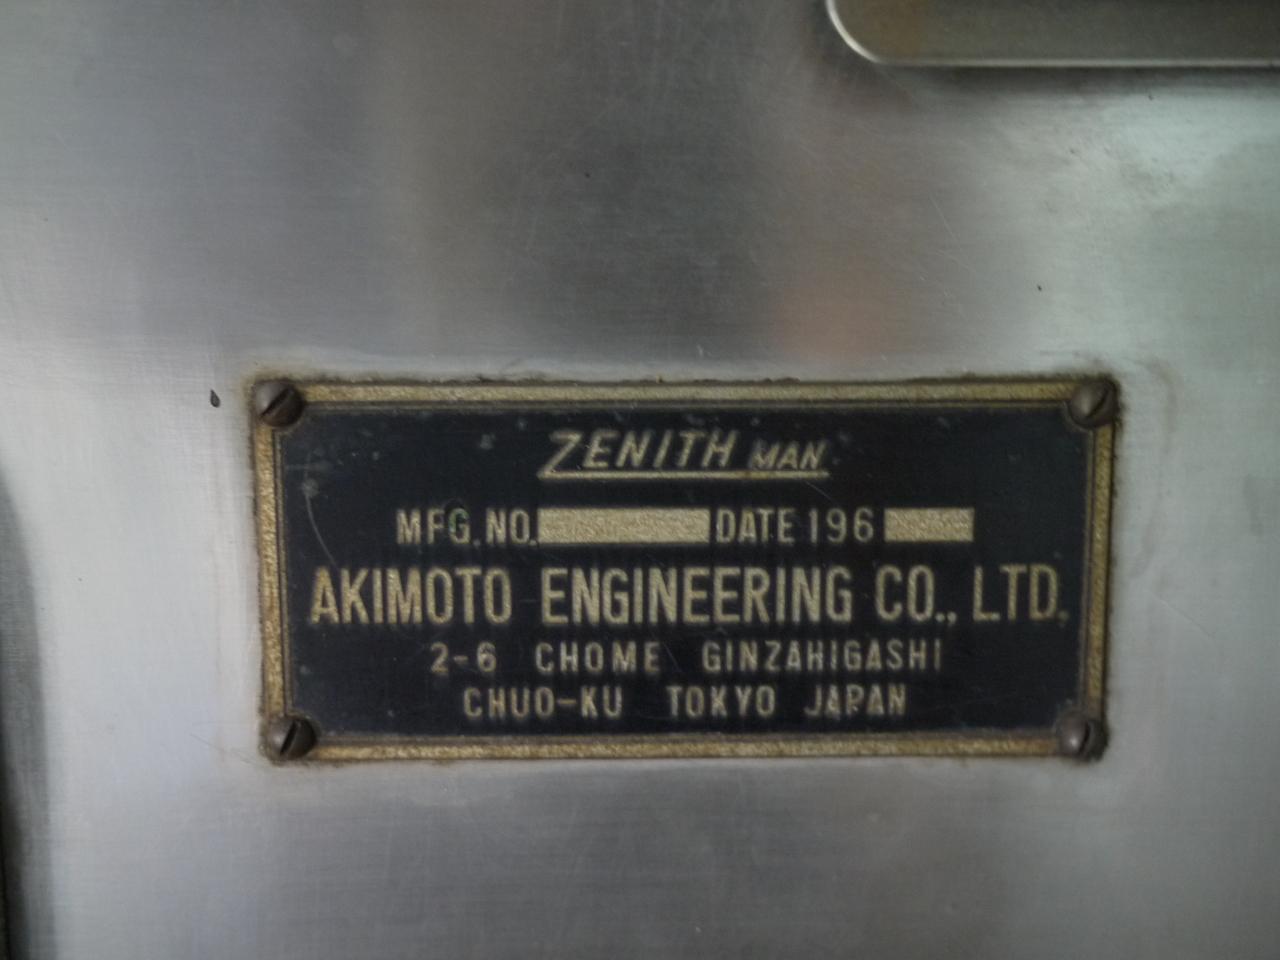 ZENITH MAN
MFG. NO. DATE 196
AKIMOTO ENGINEERING CO., LTD.
2-6 CHOME GINZAHIGASHI
CHUO-KU TOKYO JAPAN